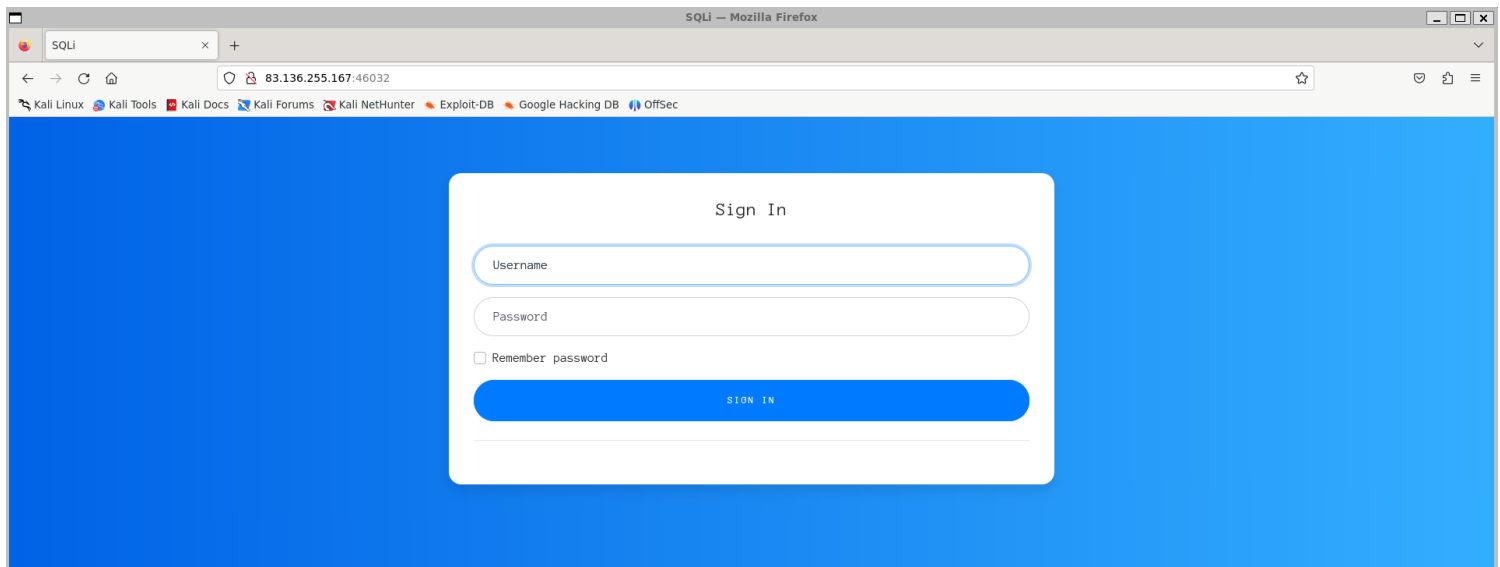 SQLi — Mozilla Firefox
SQLi
83.136.255.167:46032
Kali Linux Kali Tools Kali Docs Kali Forums Kali NetHunter Exploit-DB Google Hacking DB OffSec
Sign In
Username
Password
Remember password
SIGN IN